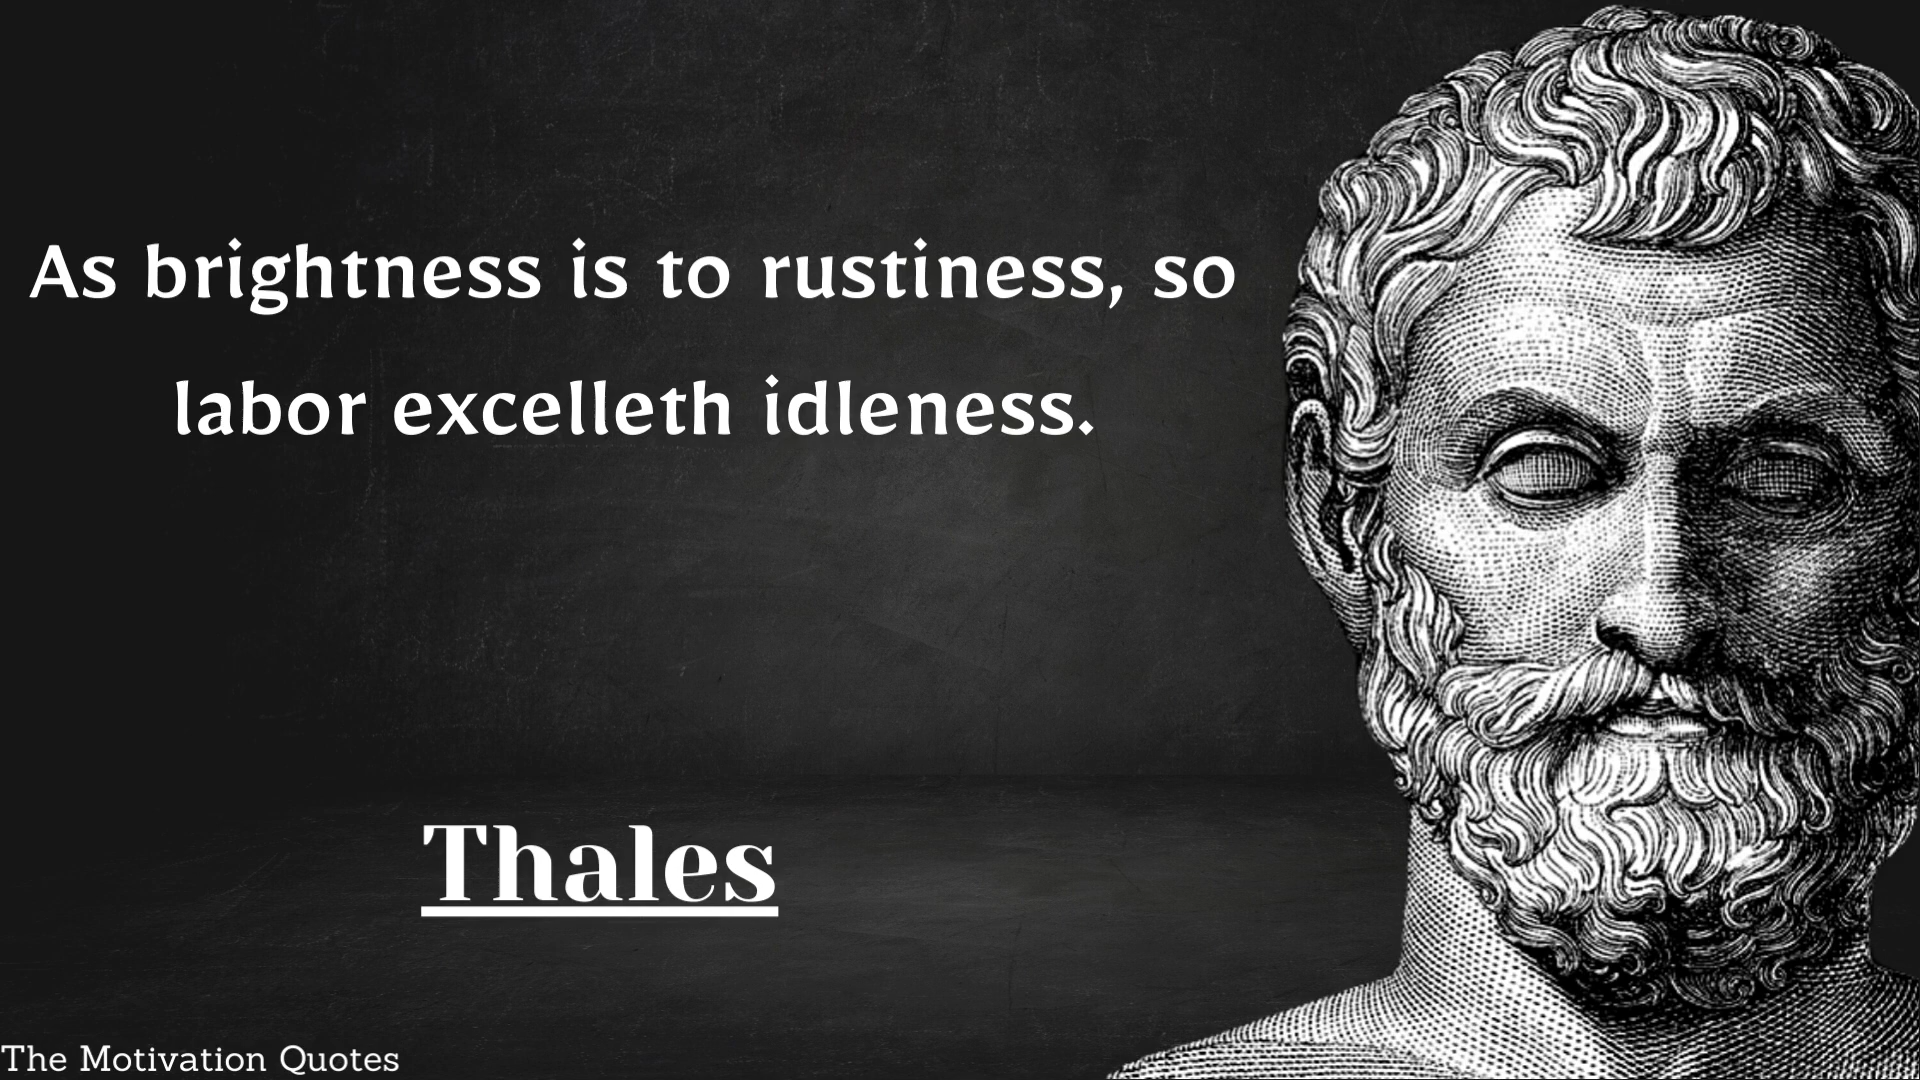 As brightness is to rustiness, so
labor excelleth idleness.
Thales
The Motivation Quotes